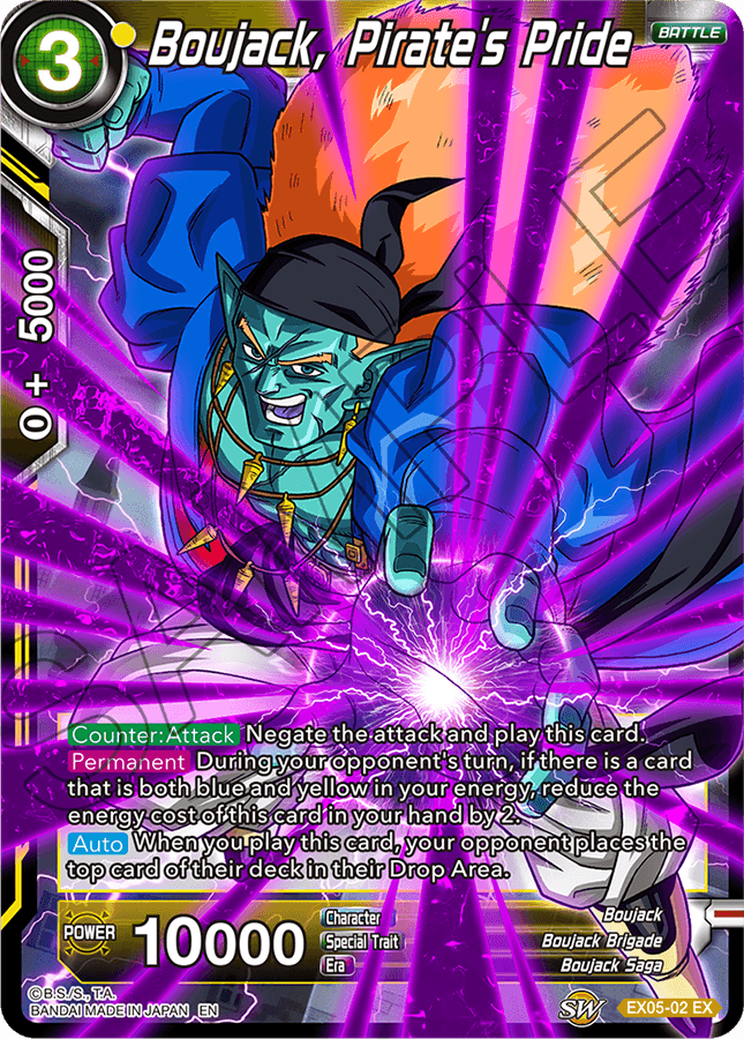 3
Boujack, Pirate's Pride
BATTLE
0 + 5000
SAMPLE
Counter:Attack Negate the attack and play this card.
Permanent During your opponent's turn, if there is a card
that is both blue and yellow in your energy, reduce the
energy cost of this card in your hand by 2.
Auto When you play this card, your opponent places the
top card of their deck in their Drop Area.
POWER 10000
Character Boujack
Special Trait Boujack Brigade
Era Boujack Saga
©B.S./S., T.A.
BANDAI MADE IN JAPAN EN
SW EX05-02 EX